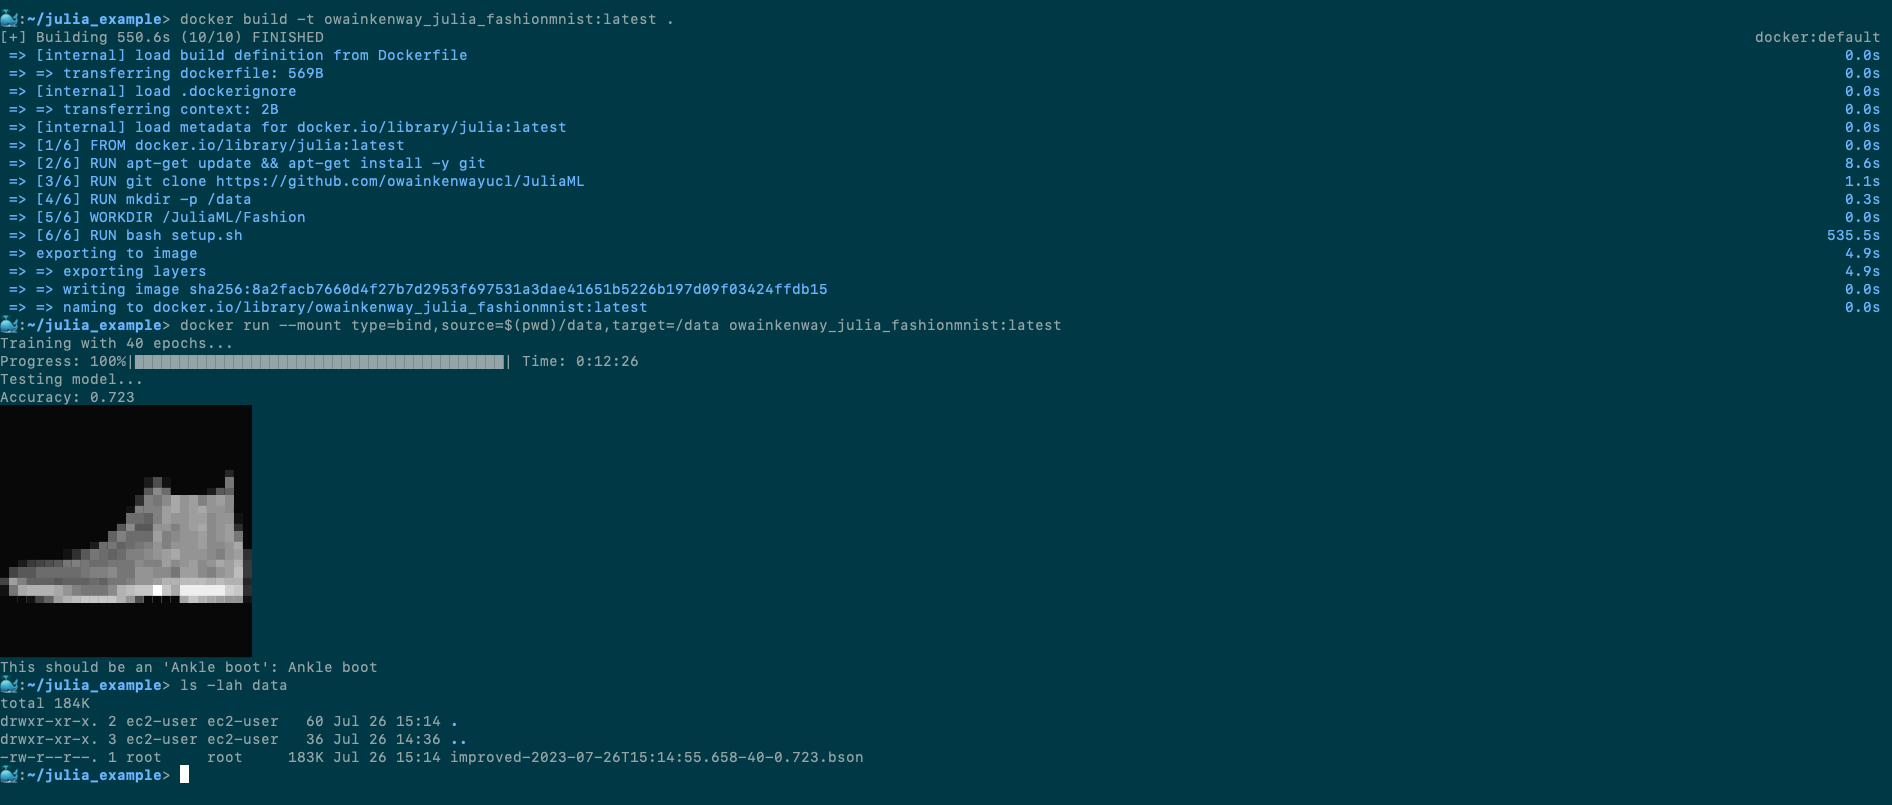 🐳:~/julia_example> docker build -t owainkenway_julia_fashionmnist:latest .
[+] Building 550.6s (10/10) FINISHED docker:default
=> [internal] load build definition from Dockerfile 0.0s
=> => transferring dockerfile: 569B 0.0s
=> [internal] load .dockerignore 0.0s
=> => transferring context: 2B 0.0s
=> [internal] load metadata for docker.io/library/julia:latest 0.0s
=> [1/6] FROM docker.io/library/julia:latest 0.0s
=> [2/6] RUN apt-get update && apt-get install -y git 8.6s
=> [3/6] RUN git clone https://github.com/owainkenwayucl/JuliaML 1.1s
=> [4/6] RUN mkdir -p /data 0.3s
=> [5/6] WORKDIR /JuliaML/Fashion 0.0s
=> [6/6] RUN bash setup.sh 535.5s
=> exporting to image 4.9s
=> => exporting layers 4.9s
=> => writing image sha256:8a2facb7660d4f27b7d2953f697531a3dae41651b5226b197d09f03424ffdb15 0.0s
=> => naming to docker.io/library/owainkenway_julia_fashionmnist:latest 0.0s
🐳:~/julia_example> docker run --mount type=bind,source=$(pwd)/data,target=/data owainkenway_julia_fashionmnist:latest
Training with 40 epochs...
Progress: 100%|█████████████████████████████████████████| Time: 0:12:26
Testing model...
Accuracy: 0.723
This should be an 'Ankle boot': Ankle boot
🐳:~/julia_example> ls -lah data
total 184K
drwxr-xr-x. 2 ec2-user ec2-user 60 Jul 26 15:14 .
drwxr-xr-x. 3 ec2-user ec2-user 36 Jul 26 14:36 ..
-rw-r--r--. 1 root root 183K Jul 26 15:14 improved-2023-07-26T15:14:55.658-40-0.723.bson
🐳:~/julia_example>